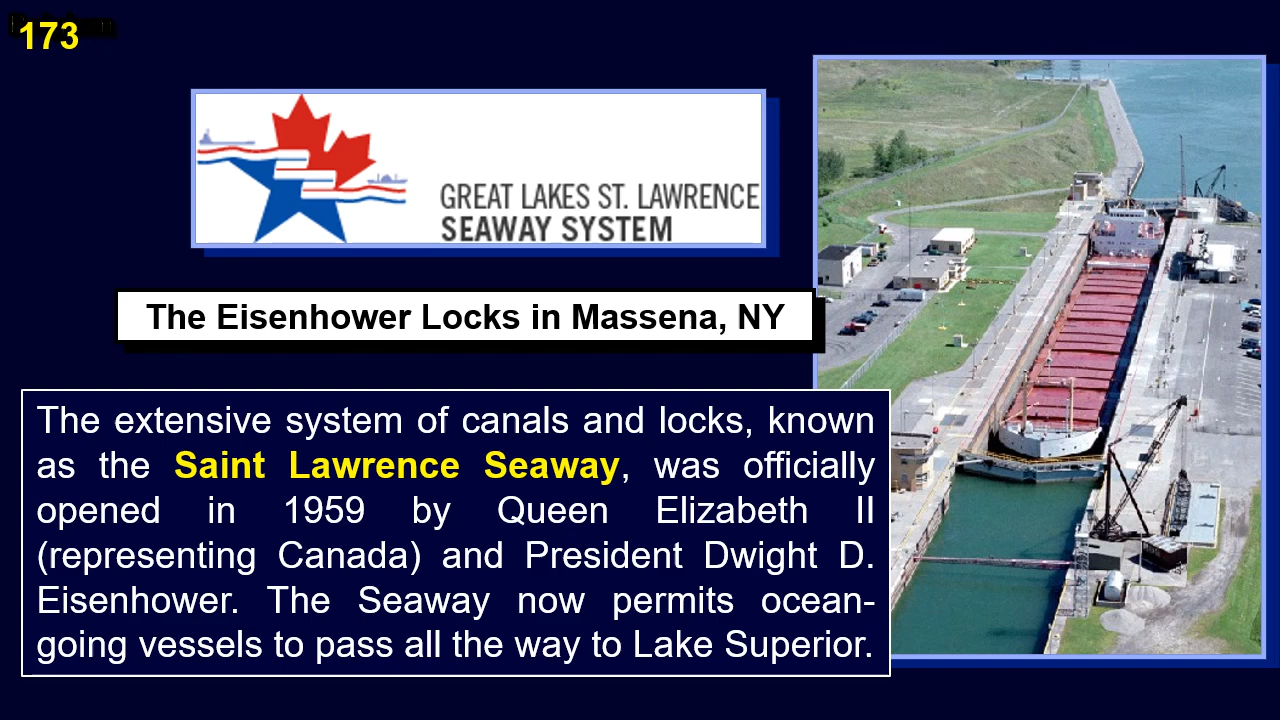 173
GREAT LAKES ST. LAWRENCE
SEAWAY SYSTEM
The Eisenhower Locks in Massena, NY
The extensive system of canals and locks, known
as the Saint Lawrence Seaway, was officially
opened in 1959 by Queen Elizabeth II
(representing Canada) and President Dwight D.
Eisenhower. The Seaway now permits ocean-
going vessels to pass all the way to Lake Superior.